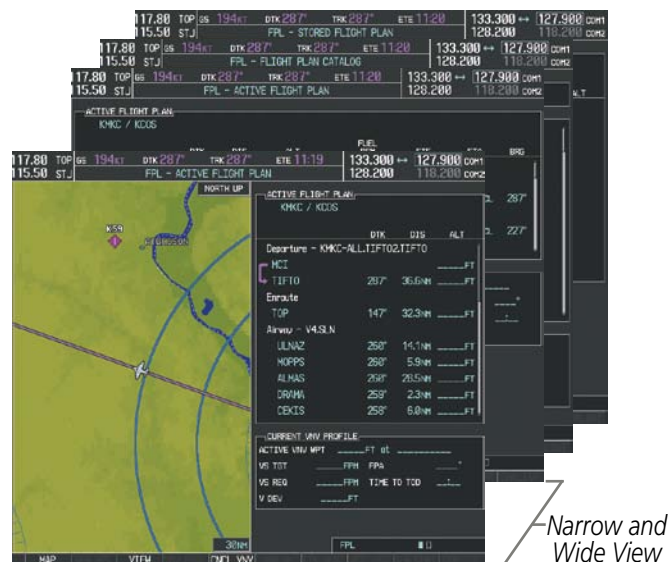 117.80 TOP GS 194KT DTK 287° TRK 287° ETE 11:20 133.300 ↔ 127.900 COM1
115.50 STJ FPL - STORED FLIGHT PLAN 128.200 118.200 COM2
117.80 TOP GS 194KT DTK 287° TRK 287° ETE 11:20 133.300 ↔ 127.900 COM1
115.50 STJ FPL - FLIGHT PLAN CATALOG 128.200 118.200 COM2
117.80 TOP GS 194KT DTK 287° TRK 287° ETE 11:20 133.300 ↔ 127.900 COM1
115.50 STJ FPL - ACTIVE FLIGHT PLAN 128.200 118.200 COM2
ALT
ACTIVE FLIGHT PLAN
KMKC / KCOS
FUEL
BRG
287°
227°
117.80 TOP GS 194KT DTK 287° TRK 287° ETE 11:19 133.300 ↔ 127.900 COM1
115.50 STJ FPL - ACTIVE FLIGHT PLAN 128.200 118.200 COM2
NORTH UP
K59
ACTIVE FLIGHT PLAN
KMKC / KCOS
DTK DIS ALT
Departure - KMKC-ALL.TIFTO2.TIFTO
MCI _____FT
TIFTO 287° 36.6NM _____FT
Enroute
TOP 147° 32.3NM _____FT
Airway - V4.SLN
ULNAZ 260° 14.1NM _____FT
MOPPS 260° 5.9NM _____FT
ALMAS 260° 28.5NM _____FT
DRAMA 258° 2.3NM _____FT
CEKIS 258° 6.0NM _____FT
CURRENT VNV PROFILE
ACTIVE VNV WPT _____FT at
VS TGT _____FPM FPA _____°
VS REQ _____FPM TIME TO TOD __:__
V DEV _____FT
30NM
FPL
MAP VIEW CNCL VNV
Narrow and
Wide View